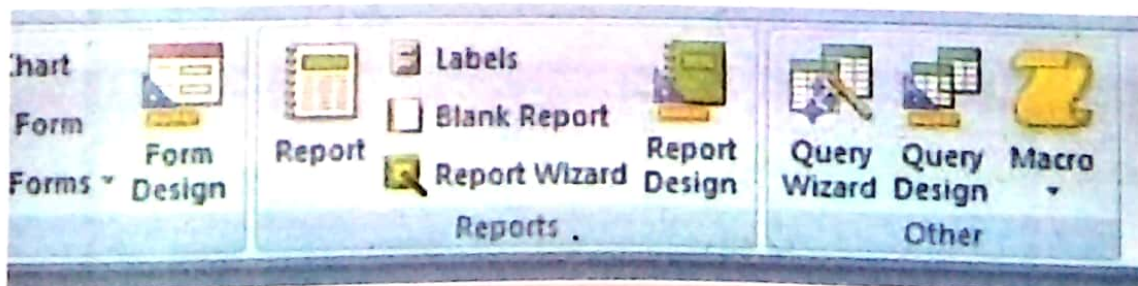 Form
Forms
Form
Design
Report
Labels
Blank Report
Report Wizard
Report
Design
Reports
Query
Wizard
Query
Design
Macro
Other